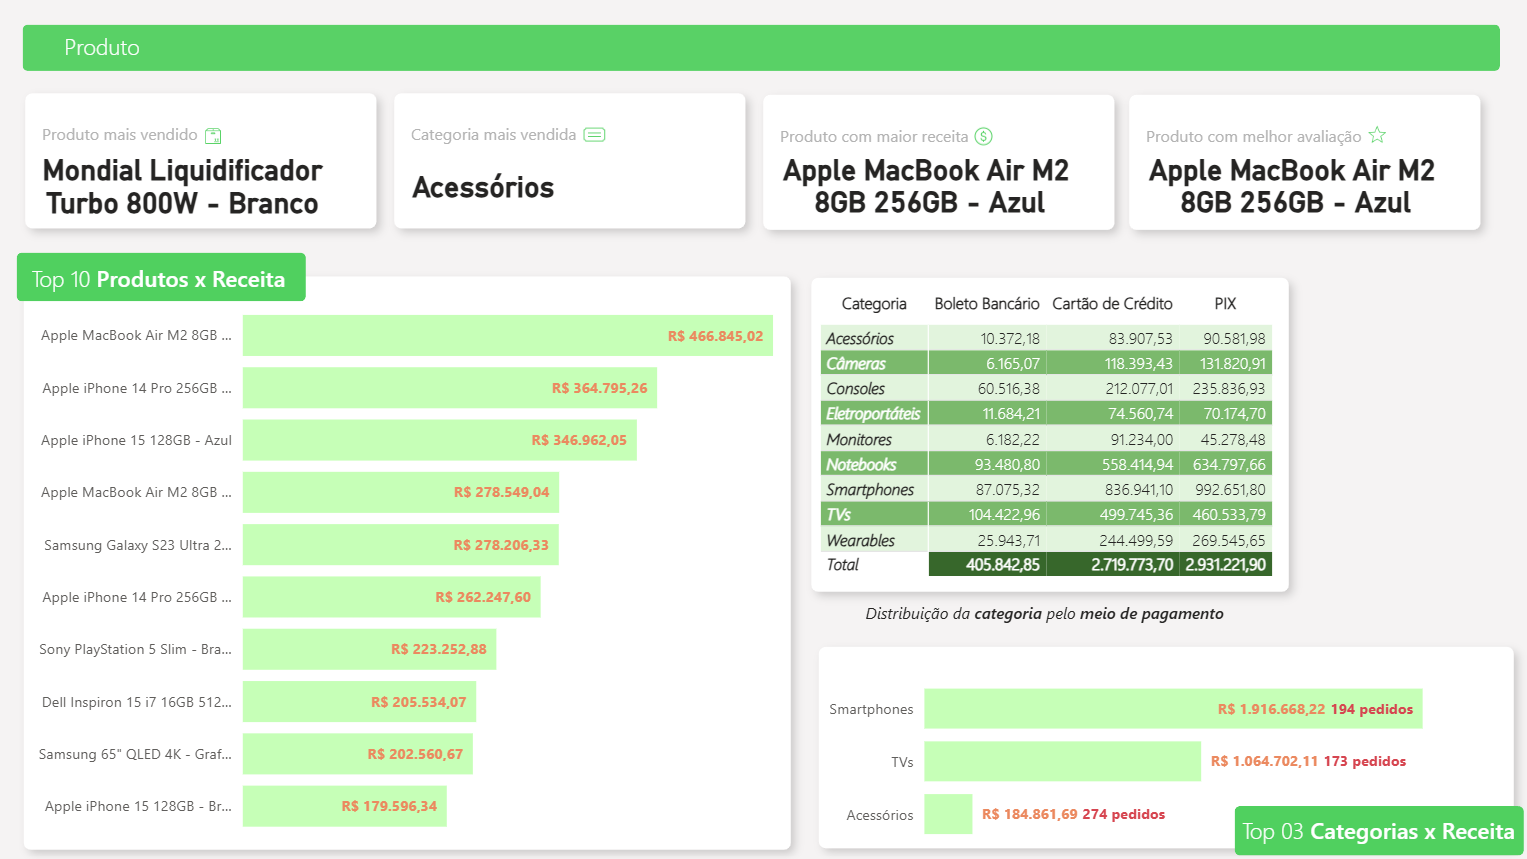 Produto
Produto mais vendido
Mondial Liquidificador
Turbo 800W - Branco
Categoria mais vendida
Acessórios
Produto com maior receita
Apple MacBook Air M2
8GB 256GB - Azul
Produto com melhor avaliação
Apple MacBook Air M2
8GB 256GB - Azul
Top 10 Produtos x Receita
Apple MacBook Air M2 8GB ... R$ 466.845,02
Apple iPhone 14 Pro 256GB ... R$ 364.795,26
Apple iPhone 15 128GB - Azul R$ 346.962,05
Apple MacBook Air M2 8GB ... R$ 278.549,04
Samsung Galaxy S23 Ultra 2... R$ 278.206,33
Apple iPhone 14 Pro 256GB ... R$ 262.247,60
Sony PlayStation 5 Slim - Bra... R$ 223.252,88
Dell Inspiron 15 i7 16GB 512... R$ 205.534,07
Samsung 65" QLED 4K - Graf... R$ 202.560,67
Apple iPhone 15 128GB - Br... R$ 179.596,34
Categoria Boleto Bancário Cartão de Crédito PIX
Acessórios 10.372,18 83.907,53 90.581,98
Câmeras 6.165,07 118.393,43 131.820,91
Consoles 60.516,38 212.077,01 235.836,93
Eletroportáteis 11.684,21 74.560,74 70.174,70
Monitores 6.182,22 91.234,00 45.278,48
Notebooks 93.480,80 558.414,94 634.797,66
Smartphones 87.075,32 836.941,10 992.651,80
TVs 104.422,96 499.745,36 460.533,79
Wearables 25.943,71 244.499,59 269.545,65
Total 405.842,85 2.719.773,70 2.931.221,90
Distribuição da categoria pelo meio de pagamento
Smartphones R$ 1.916.668,22 194 pedidos
TVs R$ 1.064.702,11 173 pedidos
Acessórios R$ 184.861,69 274 pedidos
Top 03 Categorias x Receita